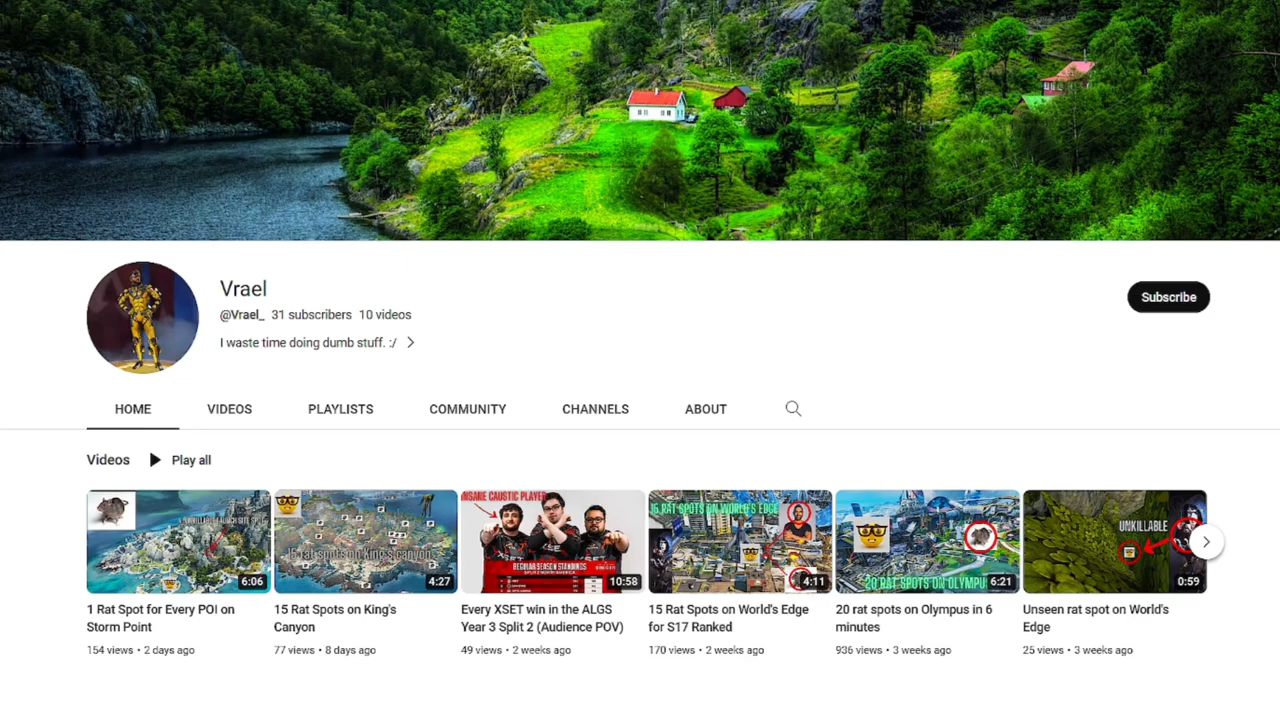 Vrael
@Vrael_ 31 subscribers 10 videos
I waste time doing dumb stuff. :/
Subscribe
HOME VIDEOS PLAYLISTS COMMUNITY CHANNELS ABOUT
Videos Play all
6:06
15 rat spots on King's canyon
4:27
INSANE CAUSTIC PLAYER
REGULAR SEASON STANDINGS
10:58
15 RAT SPOTS ON WORLD'S EDGE
4:11
20 RAT SPOTS ON OLYMPU
6:21
UNKILLABLE
0:59
1 Rat Spot for Every POI on
Storm Point
154 views • 2 days ago
15 Rat Spots on King's
Canyon
77 views • 8 days ago
Every XSET win in the ALGS
Year 3 Split 2 (Audience POV)
49 views • 2 weeks ago
15 Rat Spots on World's Edge
for S17 Ranked
170 views • 2 weeks ago
20 rat spots on Olympus in 6
minutes
936 views • 3 weeks ago
Unseen rat spot on World's
Edge
25 views • 3 weeks ago